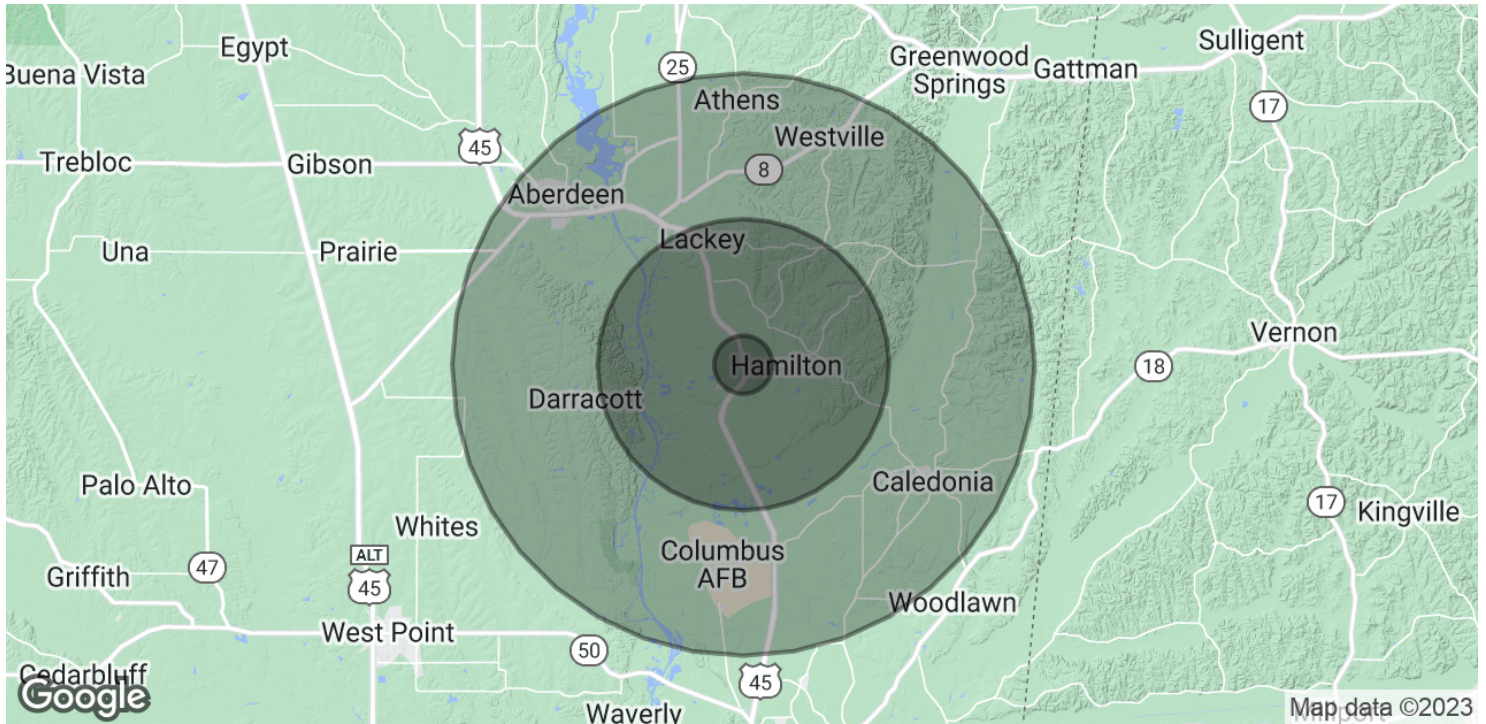 Egypt
Sulligent
Greenwood
Springs
Gattman
25
Buena Vista
Athens
17
Westville
45
Trebloc
Gibson
8
Aberdeen
Lackey
Una
Prairie
Vernon
Hamilton
18
Darracott
Caledonia
Palo Alto
17
Kingville
Whites
ALT
45
Columbus
AFB
47
Griffith
Woodlawn
West Point
50
Cedarbluff
45
Google
Waverly
Map data ©2023